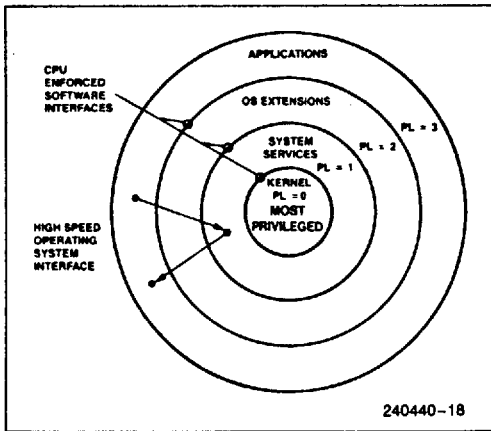 APPLICATIONS
CPU
ENFORCED
SOFTWARE
INTERFACES
OS EXTENSIONS
PL = 3
SYSTEM
SERVICES
PL = 2
PL = 1
KERNEL
PL = 0
MOST
PRIVILEGED
HIGH SPEED
OPERATING
SYSTEM
INTERFACE
240440-18